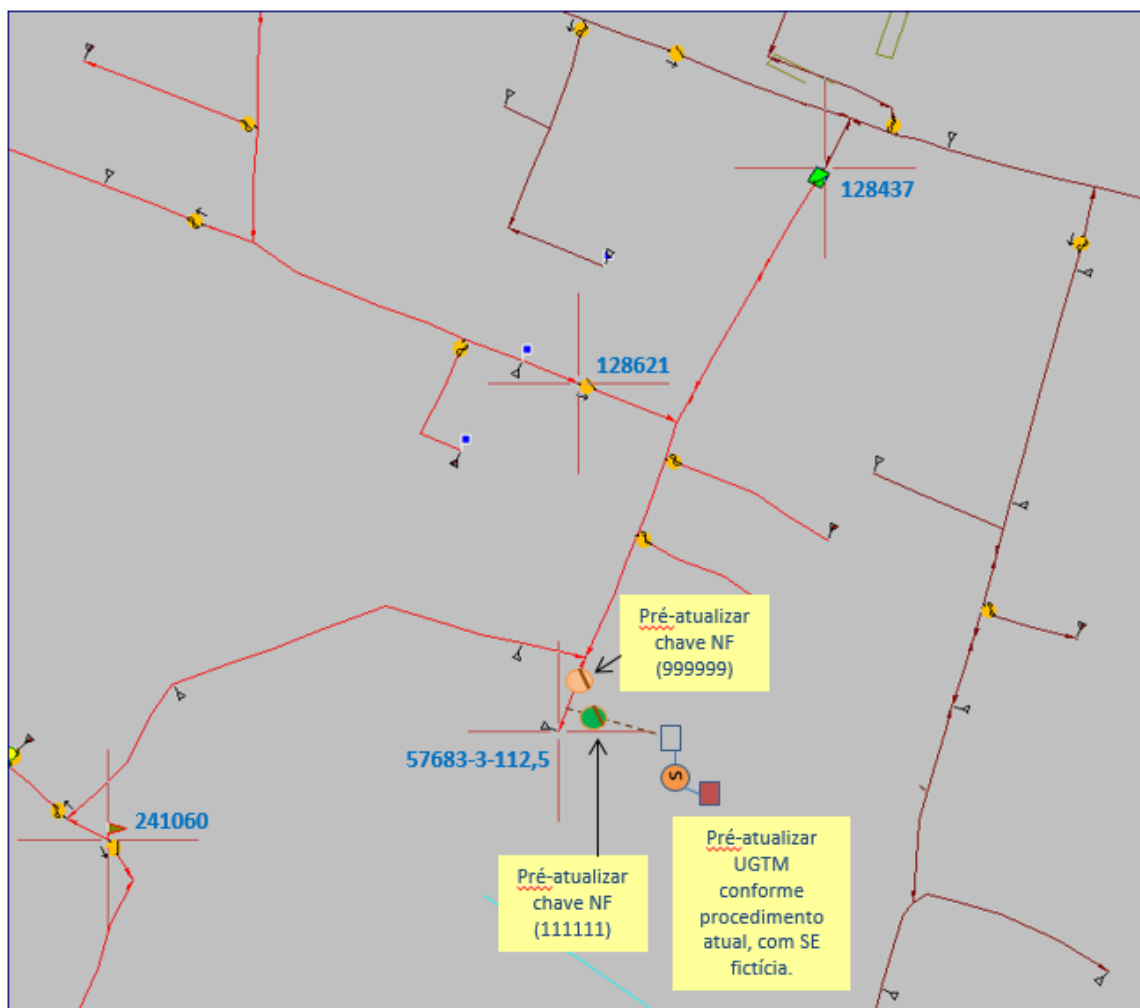 128437
128621
Pré-atualizar
chave NF
(999999)
57683-3-112,5
S
241060
Pré-atualizar
chave NF
(111111)
Pré-atualizar
UGTM
conforme
procedimento
atual, com SE
fictícia.